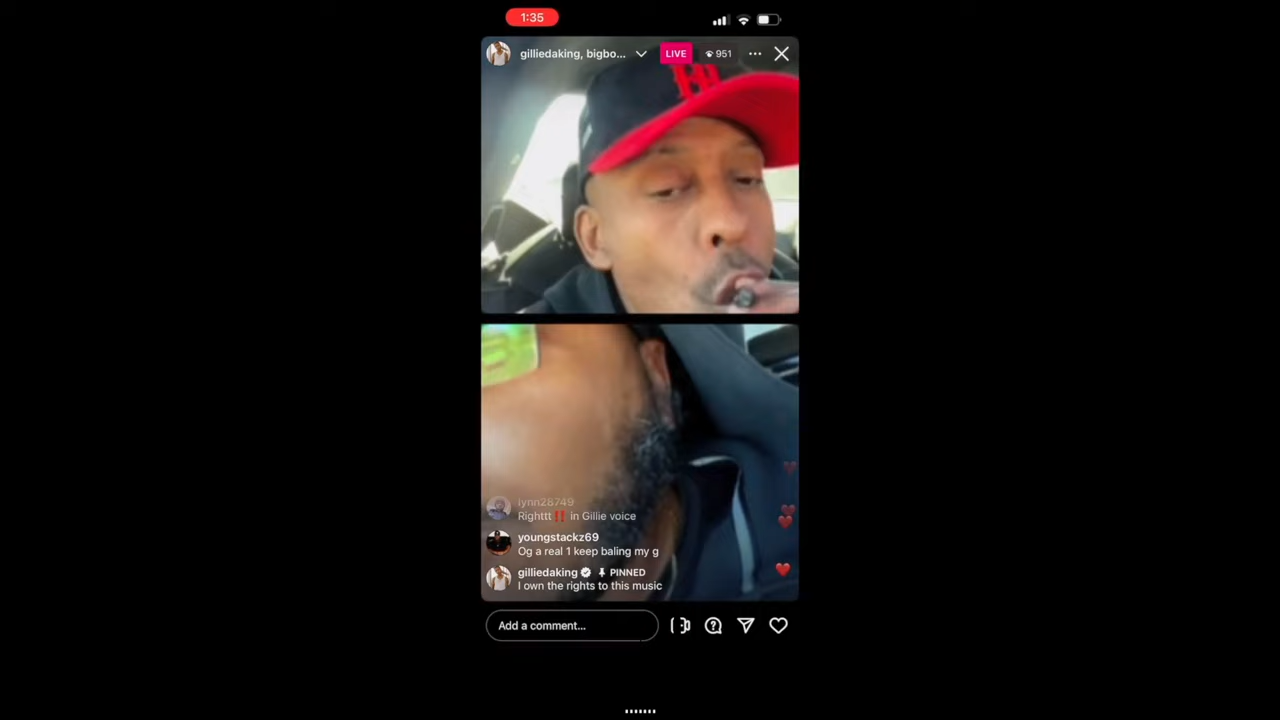 1:35
gilliedaking, bigbo...
LIVE
951
lynn28749
Righttt‼️ in Gillie voice
youngstackz69
Og a real 1 keep baling my g
gilliedaking PINNED
I own the rights to this music
Add a comment...